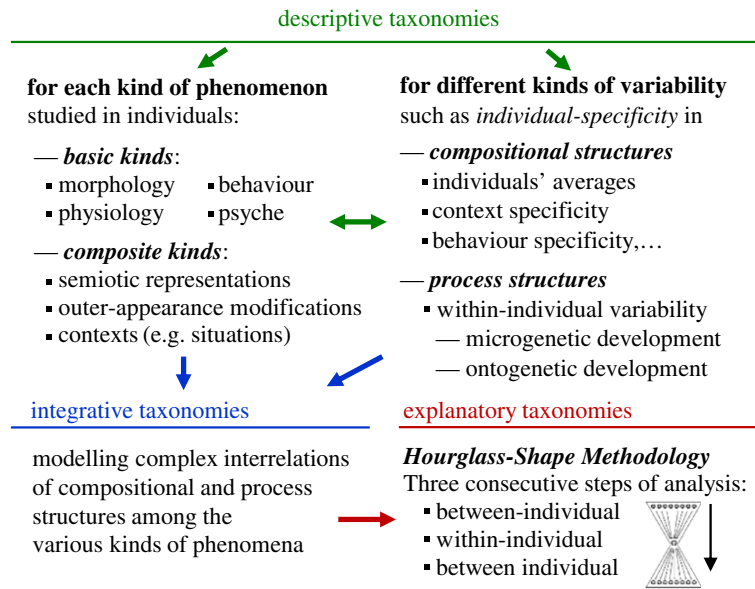 descriptive taxonomies
for each kind of phenomenon
studied in individuals:
— basic kinds:
▪ morphology ▪ behaviour
▪ physiology ▪ psyche
— composite kinds:
▪ semiotic representations
▪ outer-appearance modifications
▪ contexts (e.g. situations)
for different kinds of variability
such as individual-specificity in
— compositional structures
▪ individuals’ averages
▪ context specificity
▪ behaviour specificity,…
— process structures
▪ within-individual variability
— microgenetic development
— ontogenetic development
integrative taxonomies
modelling complex interrelations
of compositional and process
structures among the
various kinds of phenomena
explanatory taxonomies
Hourglass-Shape Methodology
Three consecutive steps of analysis:
▪ between-individual
▪ within-individual
▪ between individual